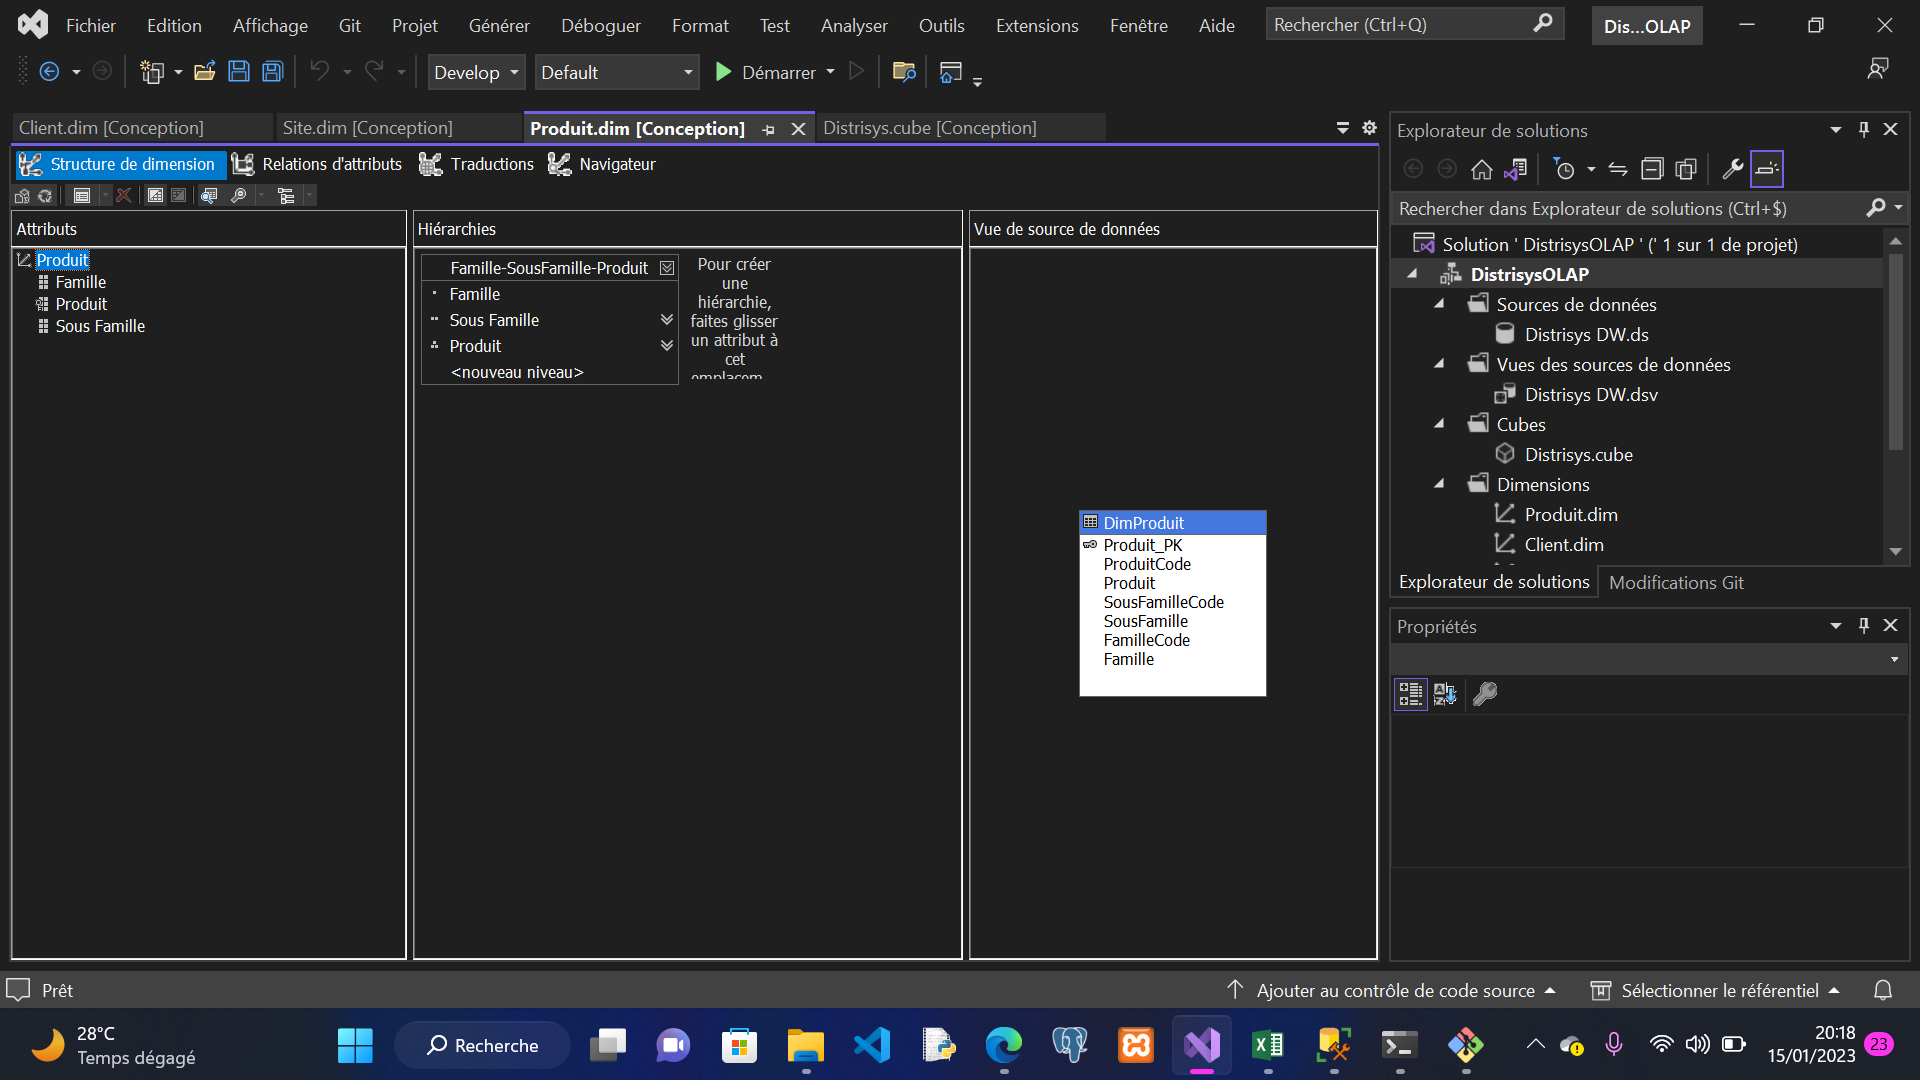 Fichier Edition Affichage Git Projet Générer Déboguer Format Test Analyser Outils Extensions Fenêtre Aide Rechercher (Ctrl+Q) Dis...OLAP
Develop Default Démarrer
Client.dim [Conception] Site.dim [Conception] Produit.dim [Conception] Distrisys.cube [Conception]
Structure de dimension Relations d'attributs Traductions Navigateur
Attributs
Produit
Famille
Produit
Sous Famille
Hiérarchies
Famille-SousFamille-Produit
Famille
Sous Famille
Produit
<nouveau niveau>
Pour créer
une
hiérarchie,
faites glisser
un attribut à
cet
emplacem...
Vue de source de données
DimProduit
Produit_PK
ProduitCode
Produit
SousFamilleCode
SousFamille
FamilleCode
Famille
Explorateur de solutions
Rechercher dans Explorateur de solutions (Ctrl+$)
Solution ' DistrisysOLAP ' (' 1 sur 1 de projet)
DistrisysOLAP
Sources de données
Distrisys DW.ds
Vues des sources de données
Distrisys DW.dsv
Cubes
Distrisys.cube
Dimensions
Produit.dim
Client.dim
Explorateur de solutions Modifications Git
Propriétés
Prêt Ajouter au contrôle de code source Sélectionner le référentiel
28°C
Temps dégagé
Recherche
20:18
15/01/2023
23